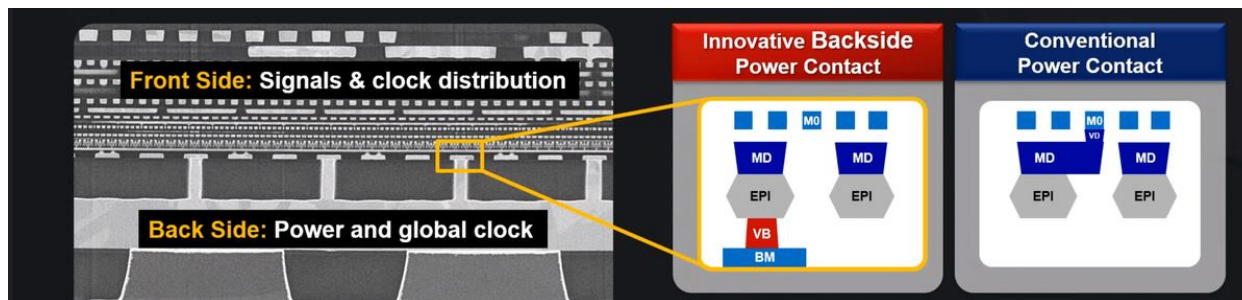 Front Side: Signals & clock distribution
Back Side: Power and global clock
Innovative Backside
Power Contact
M0
MD
MD
EPI
EPI
VB
BM
Conventional
Power Contact
M0
VD
MD
MD
EPI
EPI